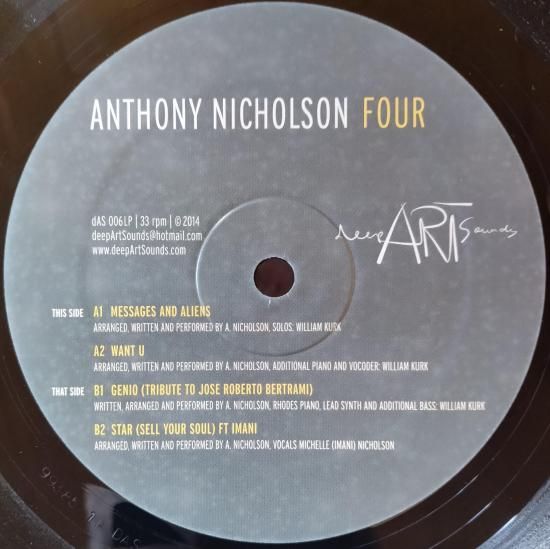 ANTHONY NICHOLSON FOUR
dAS 006LP | 33 rpm | © 2014
deepArtSounds@hotmail.com
www.deepArtSounds.com
deep ART Sounds
THIS SIDE A1 MESSAGES AND ALIENS
ARRANGED, WRITTEN AND PERFORMED BY A. NICHOLSON, SOLOS: WILLIAM KURK
A2 WANT U
ARRANGED, WRITTEN AND PERFORMED BY A. NICHOLSON, ADDITIONAL PIANO AND VOCODER: WILLIAM KURK
THAT SIDE B1 GENIO (TRIBUTE TO JOSE ROBERTO BERTRAMI)
WRITTEN, ARRANGED AND PERFORMED BY A. NICHOLSON, RHODES PIANO, LEAD SYNTH AND ADDITIONAL BASS: WILLIAM KURK
B2 STAR (SELL YOUR SOUL) FT IMANI
ARRANGED, WRITTEN AND PERFORMED BY A. NICHOLSON, VOCALS MICHELLE (IMANI) NICHOLSON